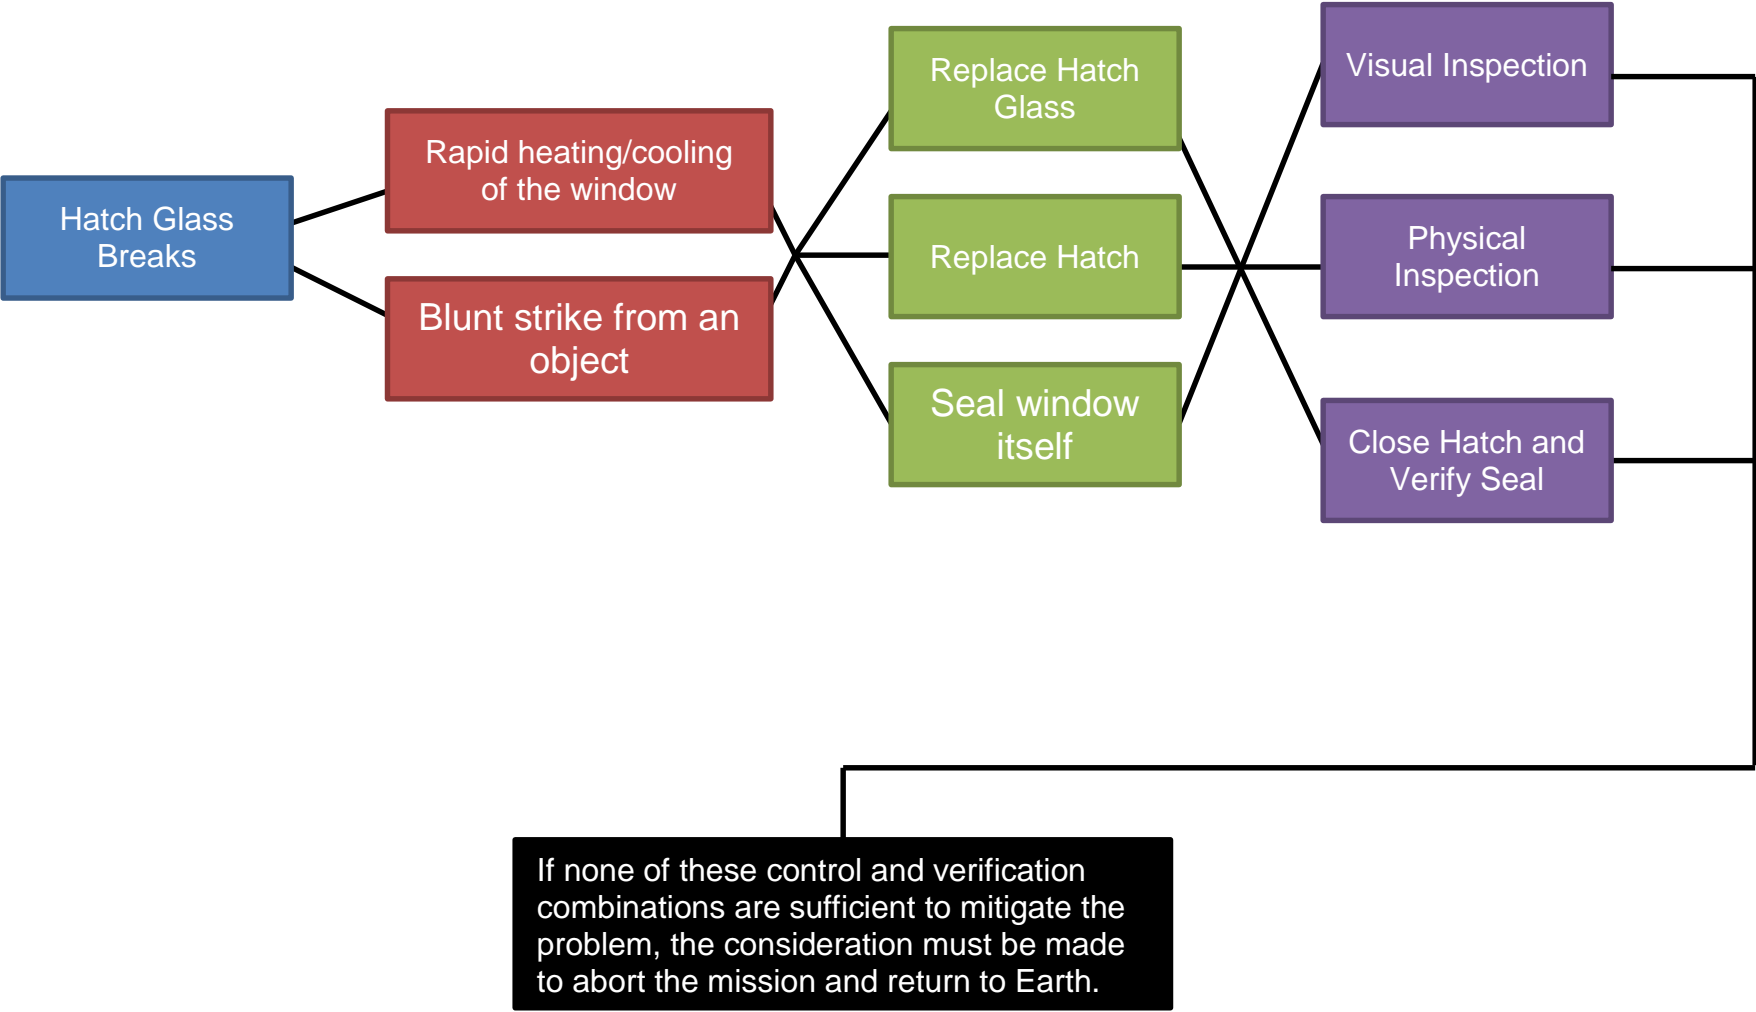 Hatch Glass
Breaks
Rapid heating/cooling
of the window
Blunt strike from an
object
Replace Hatch
Glass
Replace Hatch
Seal window
itself
Visual Inspection
Physical
Inspection
Close Hatch and
Verify Seal
If none of these control and verification
combinations are sufficient to mitigate the
problem, the consideration must be made
to abort the mission and return to Earth.